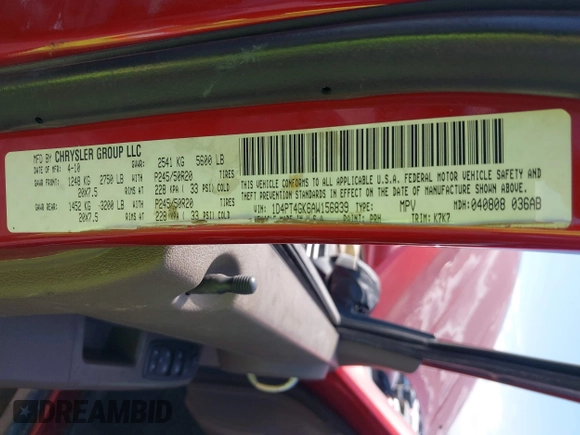 MFD BY CHRYSLER GROUP LLC
DATE OF MFR: 4-10 GVWR: 2541 KG 5600 LB
GAWR FRONT: 1248 KG 2750 LB WITH P245/50R20 TIRES
20X7.5 RIMS AT 228 KPA ( 33 PSI) COLD
GAWR REAR: 1452 KG 3200 LB WITH P245/50R20 TIRES
20X7.5 RIMS AT 228 ( 33 PSI) COLD
THIS VEHICLE CONFORMS TO ALL APPLICABLE U.S.A. FEDERAL MOTOR VEHICLE SAFETY AND
THEFT PREVENTION STANDARDS IN EFFECT ON THE DATE OF MANUFACTURE SHOWN ABOVE.
VIN: 1D4PT4GK6AW156839 TYPE: MPV MDH: 040808 036AB
PAINT: PRH TRIM: K7K7
DREAMBID